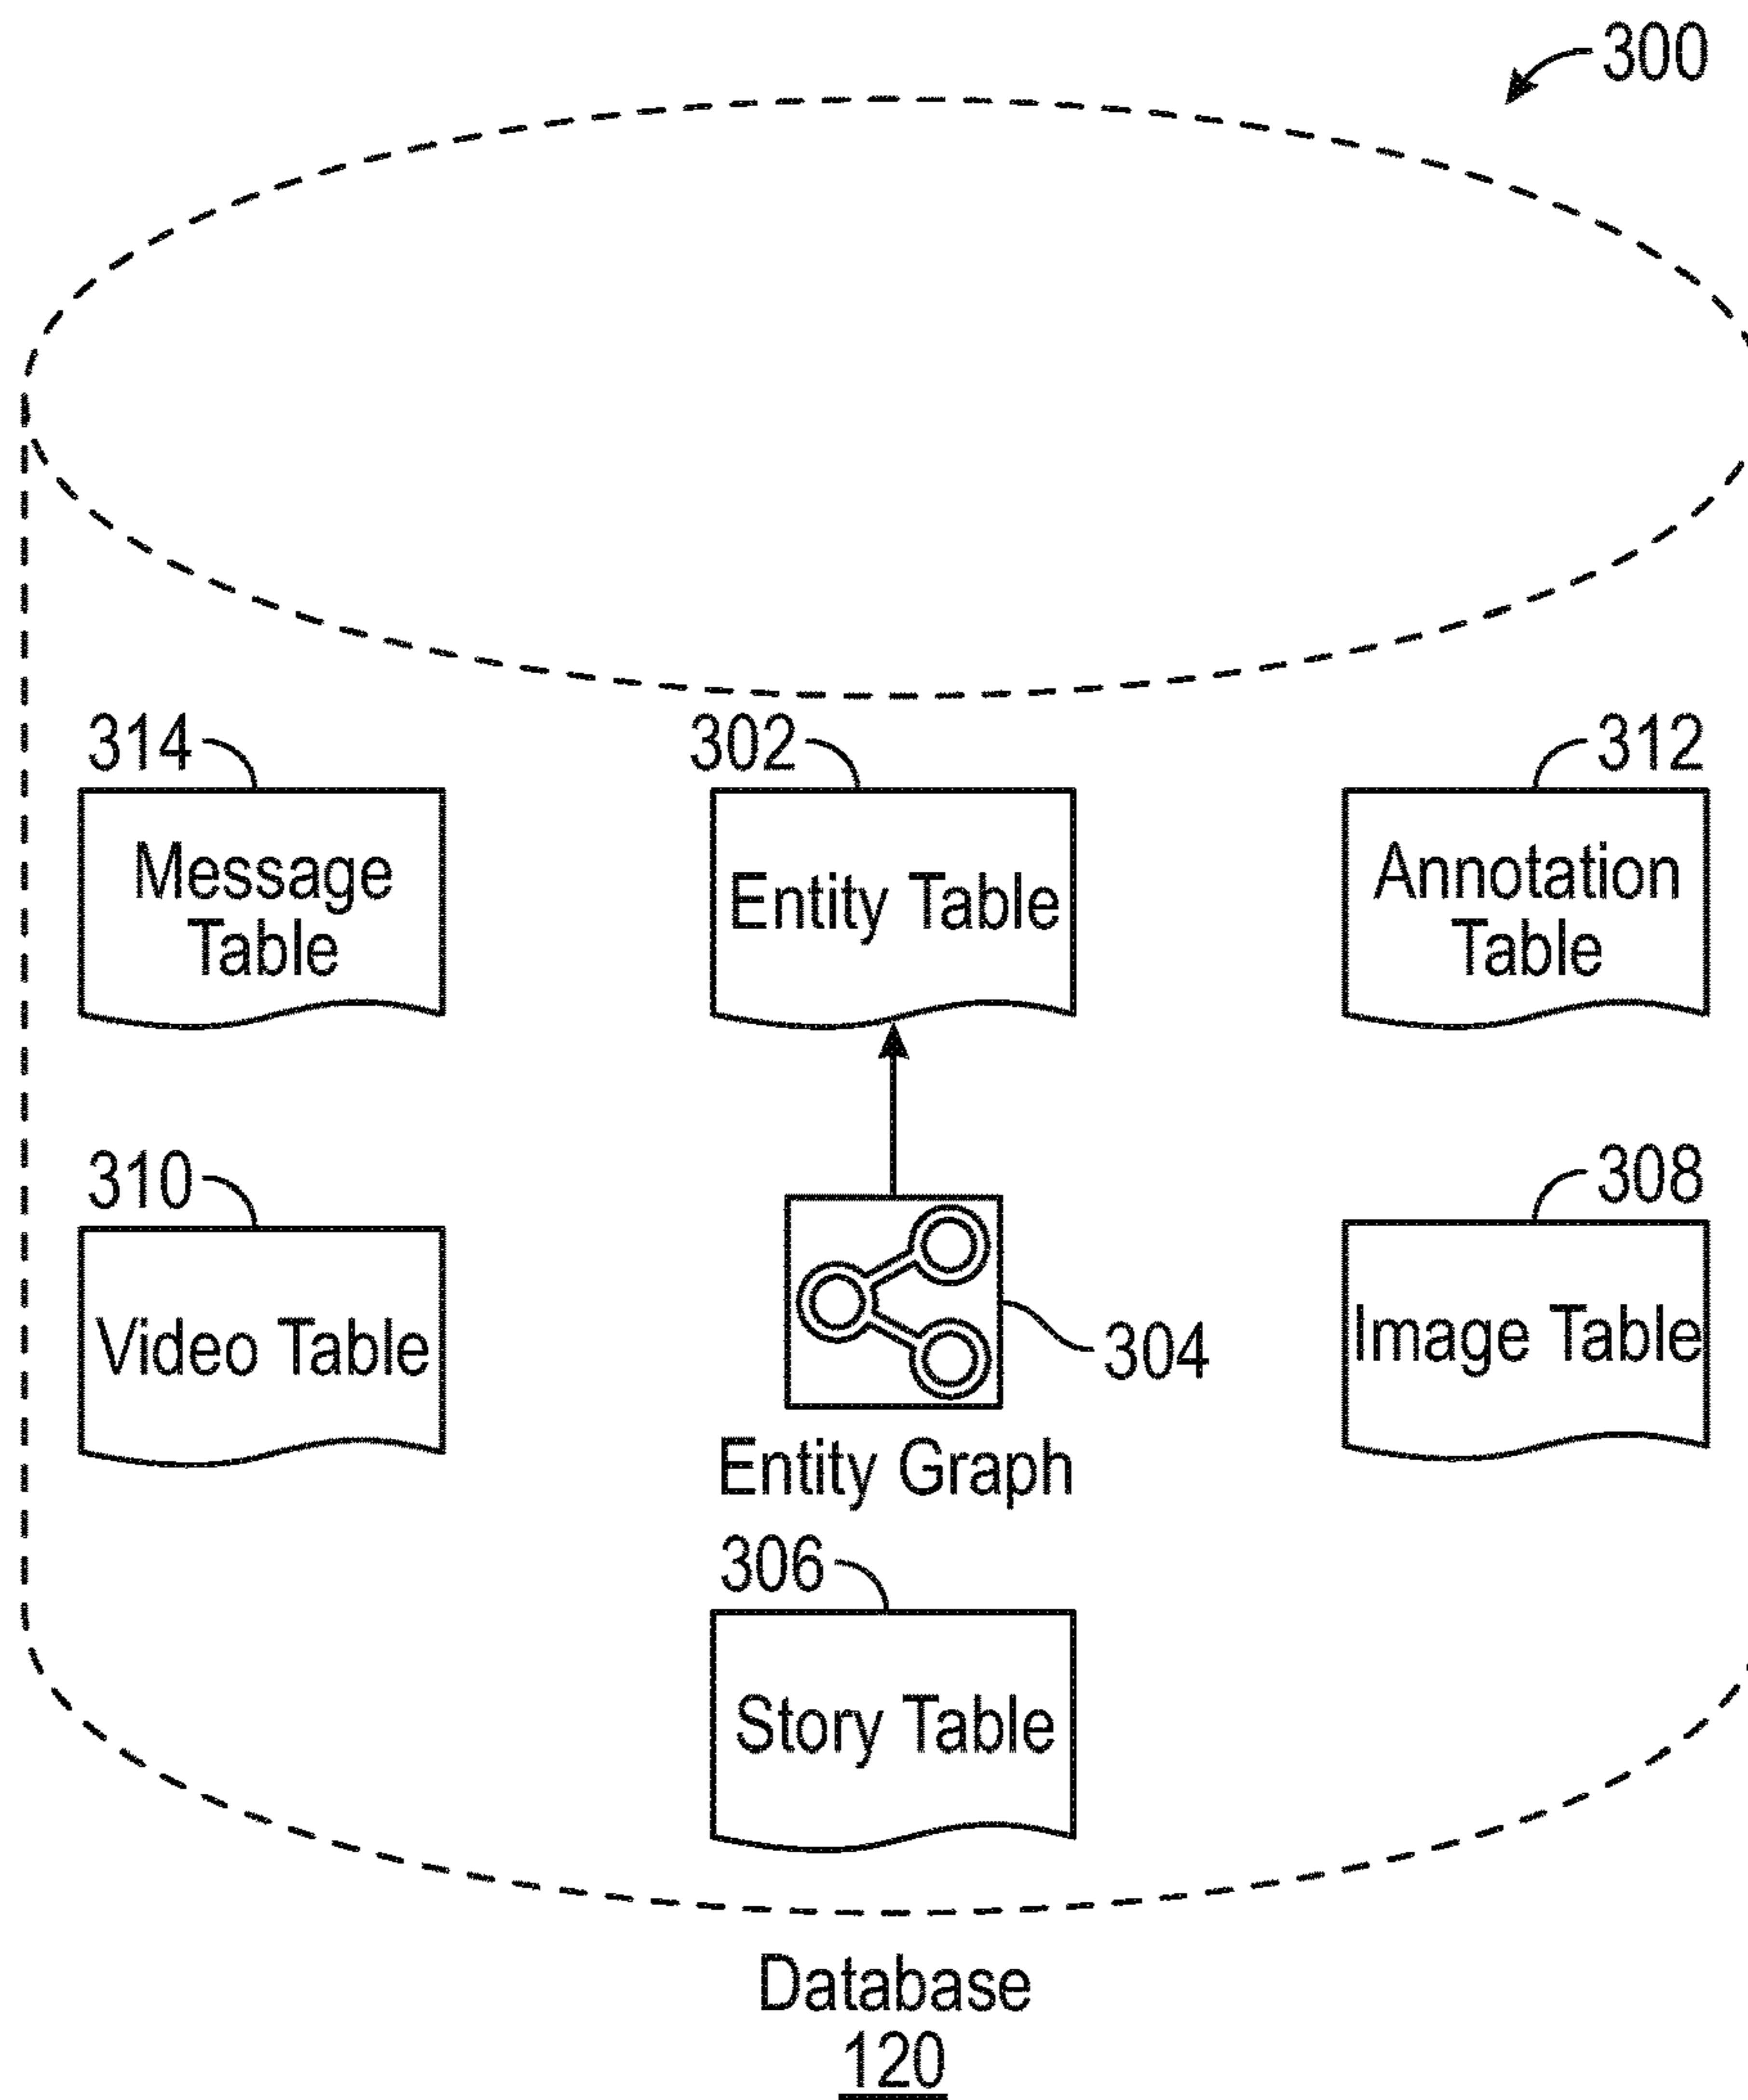 300
314
302
312
Message
Table
Entity Table
Annotation
Table
310
308
Video Table
304
Image Table
Entity Graph
306
Story Table
Database
120